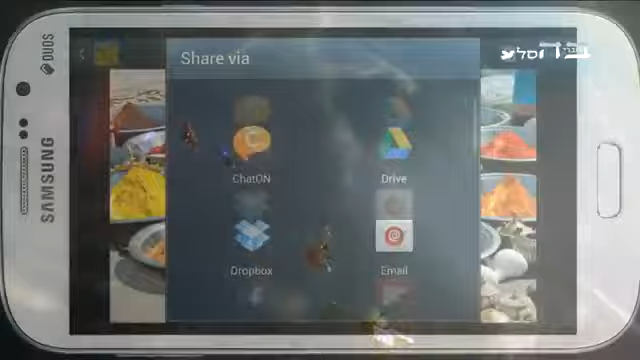 DUOS
SAMSUNG
Share via
ChatON
Drive
Dropbox
Email